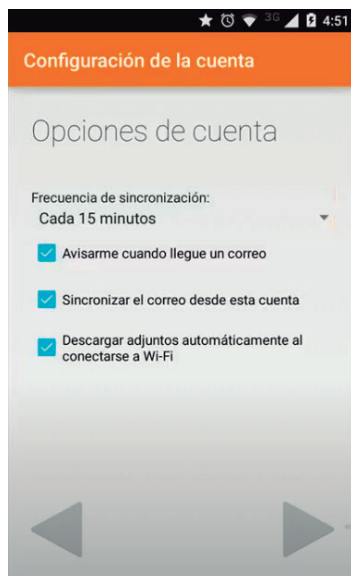 3G 4:51
Configuración de la cuenta
Opciones de cuenta
Frecuencia de sincronización:
Cada 15 minutos
Avisarme cuando llegue un correo
Sincronizar el correo desde esta cuenta
Descargar adjuntos automáticamente al
conectarse a Wi-Fi